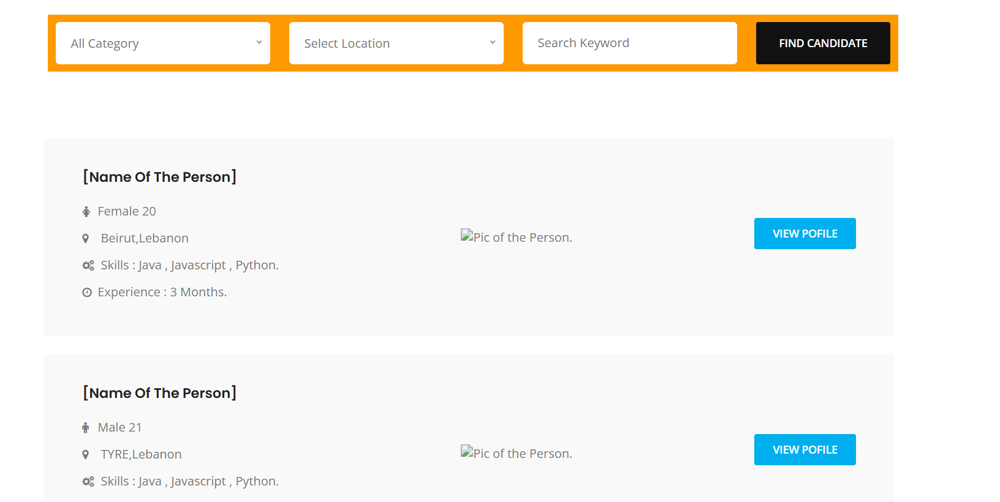 All Category
Select Location
Search Keyword
FIND CANDIDATE
[Name Of The Person]
Female 20
Beirut,Lebanon
Skills : Java , Javascript , Python.
Experience : 3 Months.
Pic of the Person.
VIEW POFILE
[Name Of The Person]
Male 21
TYRE,Lebanon
Skills : Java , Javascript , Python.
Pic of the Person.
VIEW POFILE